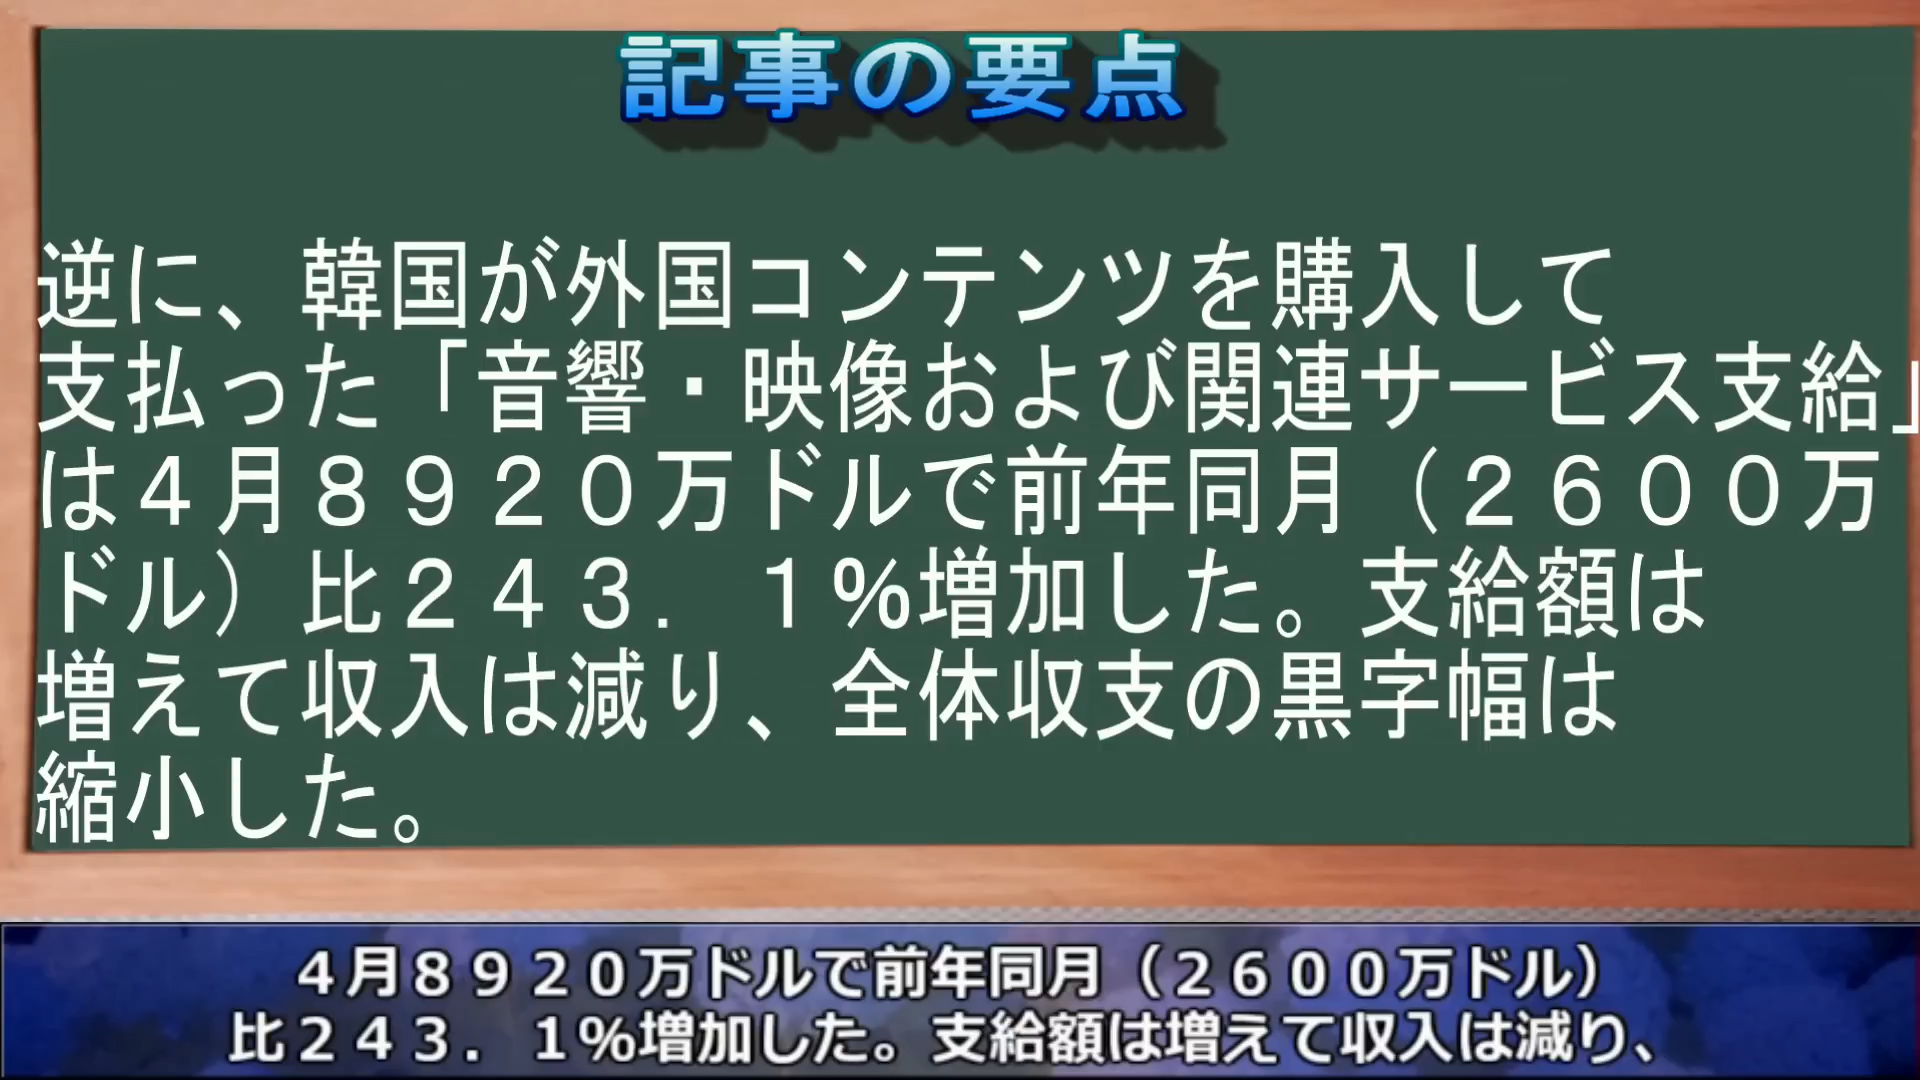 記事の要点
逆に、韓国が外国コンテンツを購入して
支払った「音響・映像および関連サービス支給」
は４月８９２０万ドルで前年同月（２６００万
ドル）比２４３．１％増加した。支給額は
増えて収入は減り、全体収支の黒字幅は
縮小した。
４月８９２０万ドルで前年同月（２６００万ドル）
比２４３．１％増加した。支給額は増えて収入は減り、